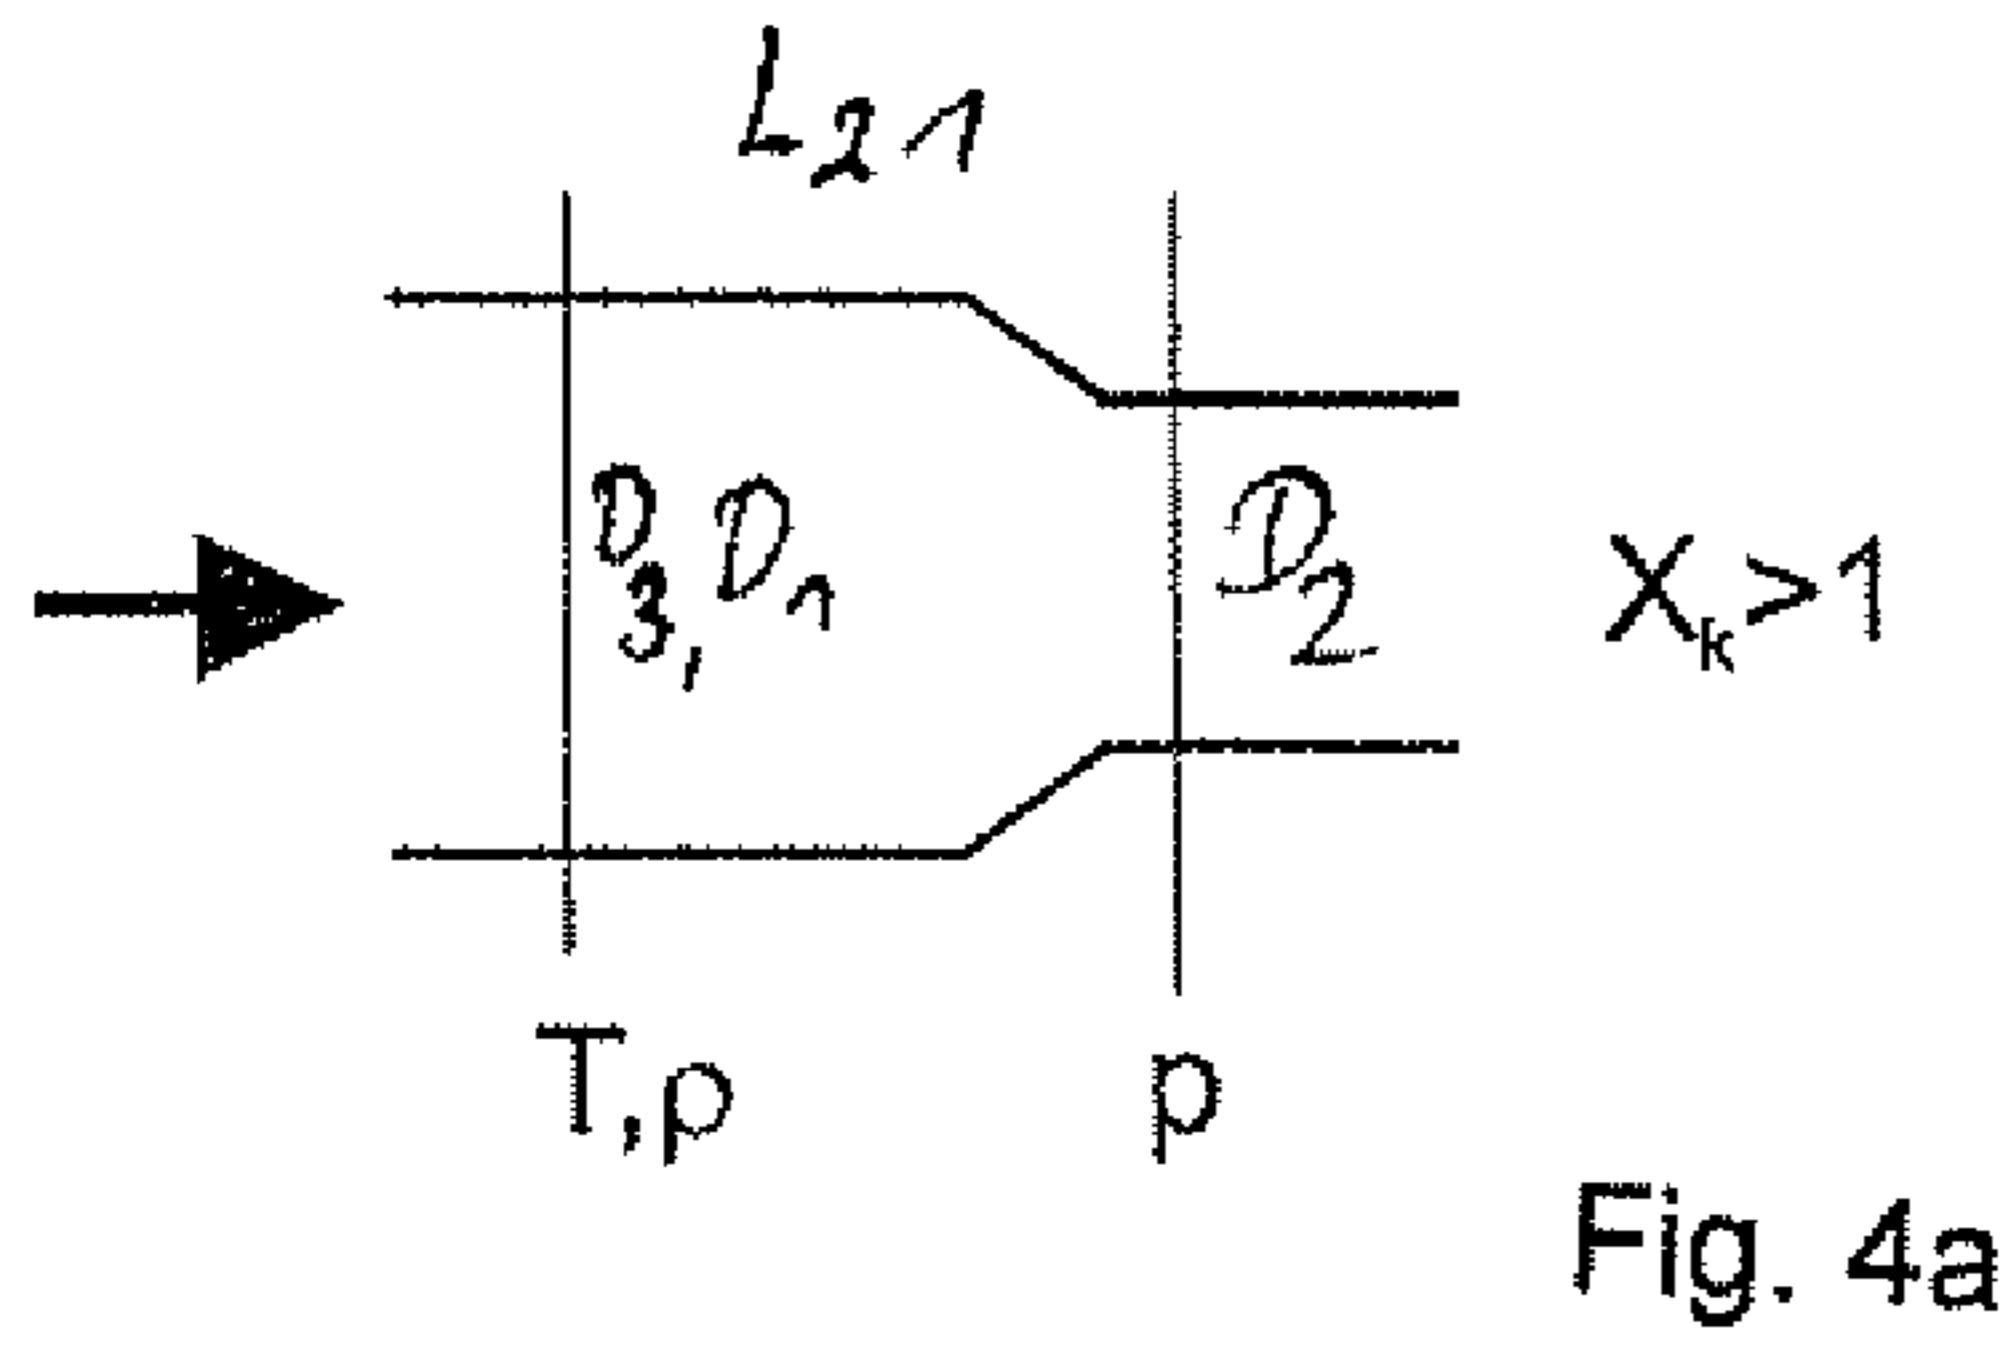 L21
D3, D1
D2
Xk>1
T,ρ
p
Fig. 4a